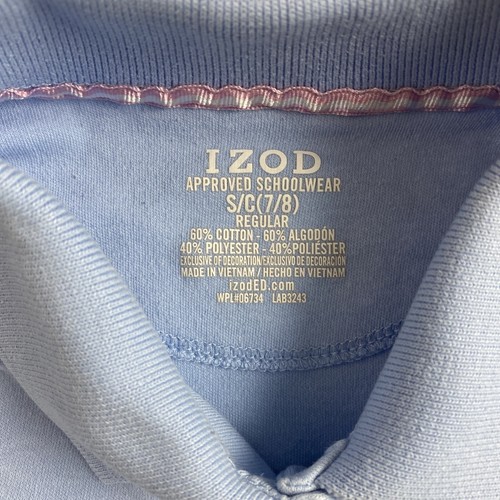 IZOD
APPROVED SCHOOLWEAR
S/C(7/8)
REGULAR
60% COTTON - 60% ALGODÓN
40% POLYESTER - 40% POLIÉSTER
EXCLUSIVE OF DECORATION/EXCLUSIVO DE DECORACIÓN
MADE IN VIETNAM / HECHO EN VIETNAM
izodED.com
WPL#06734 LAB3243